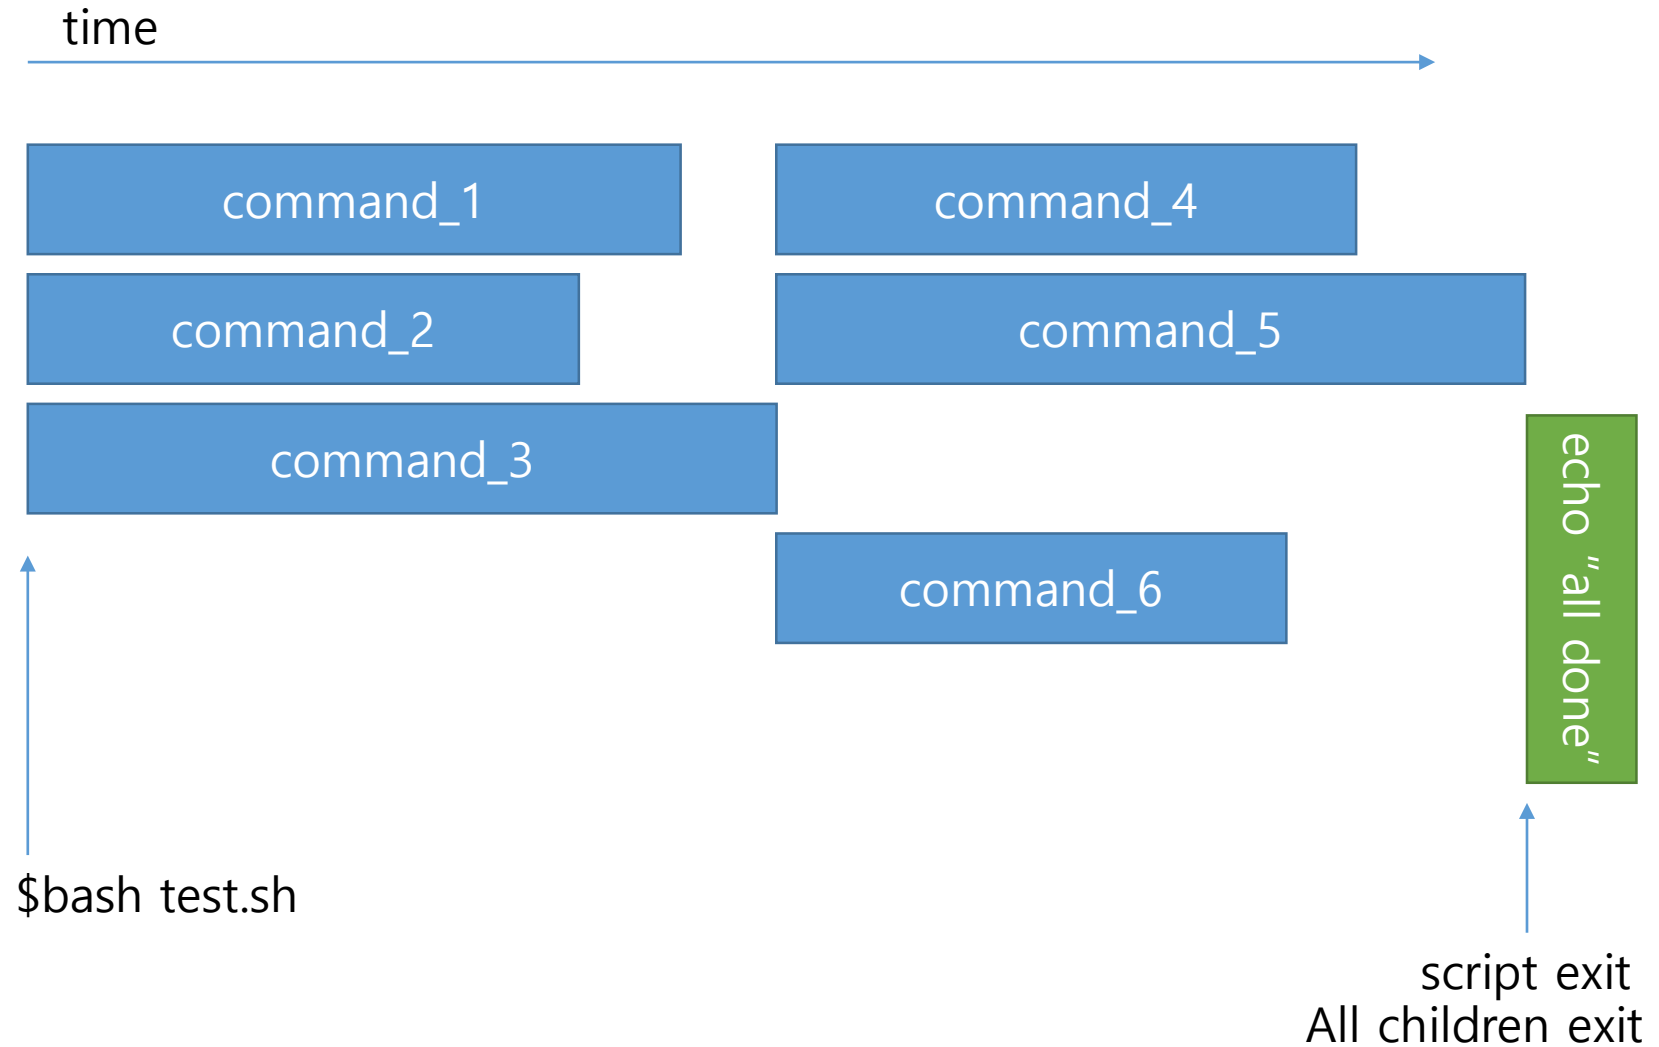 time
command_1
command_4
command_2
command_5
command_3
echo "all done"
command_6
$bash test.sh
script exit
All children exit